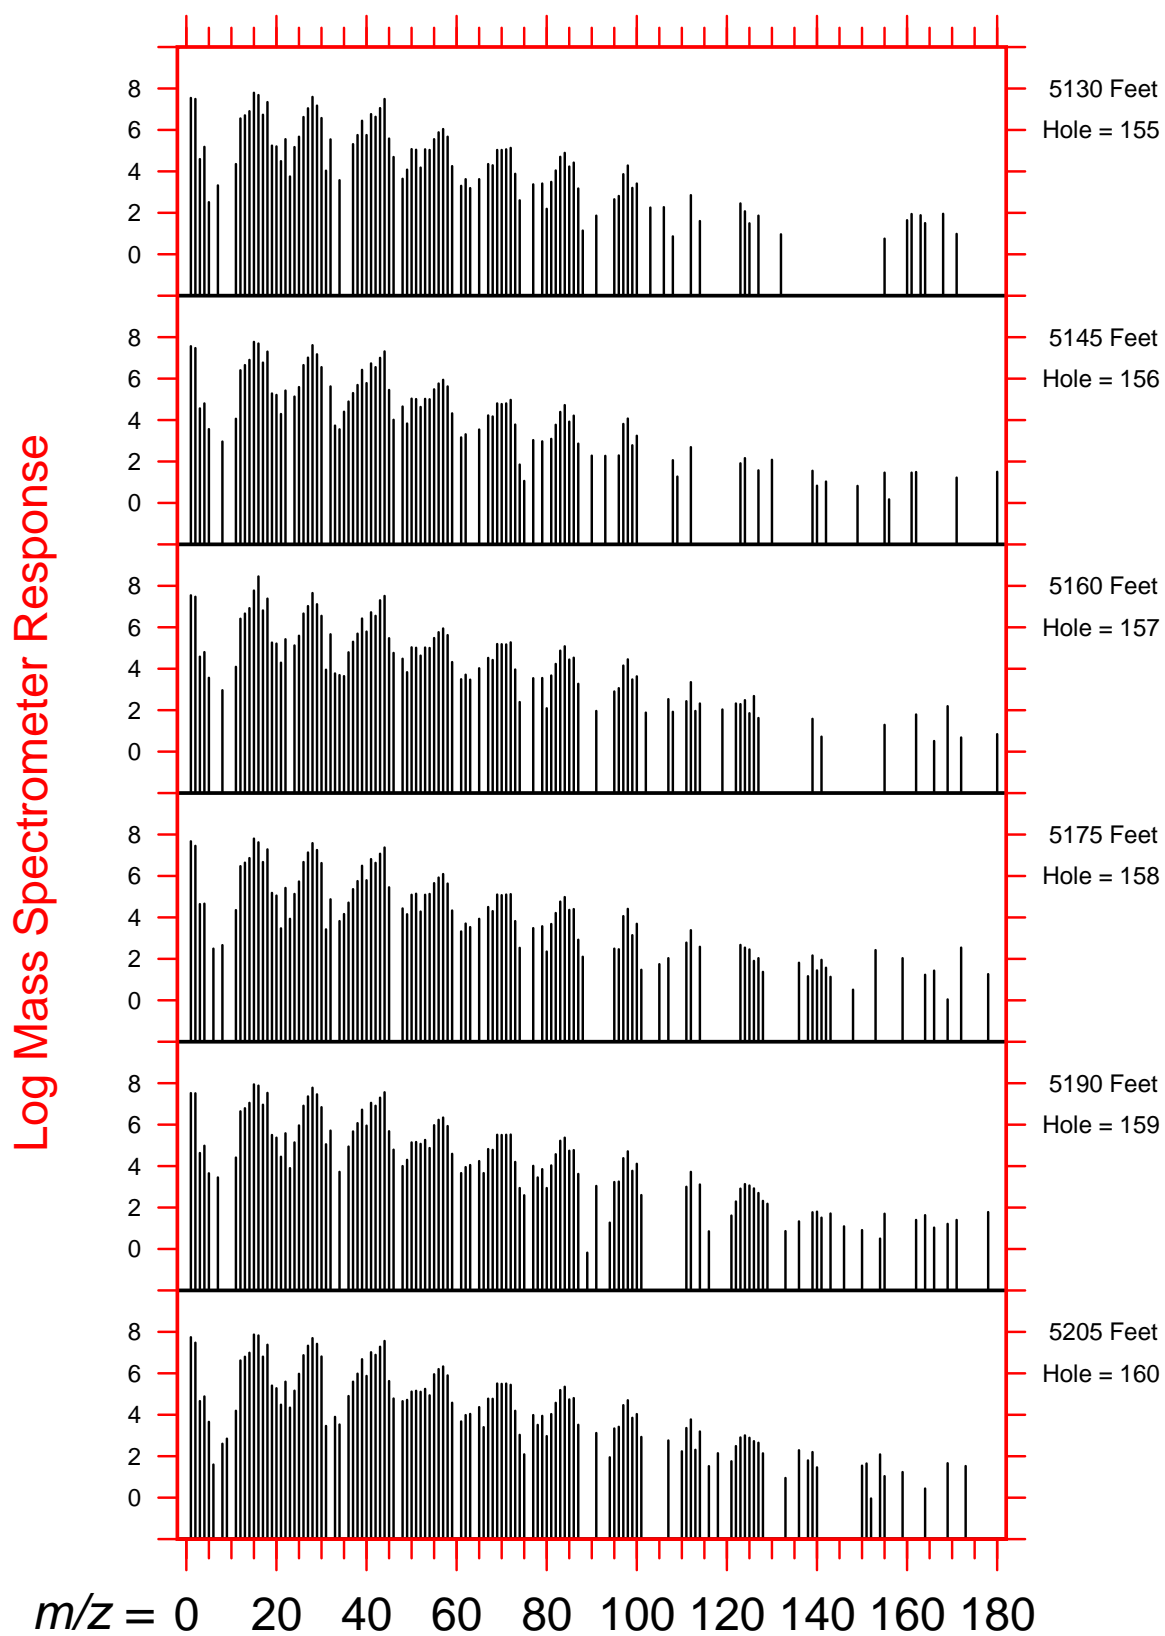 Log Mass Spectrometer Response
8
6
4
2
0
5130 Feet
Hole = 155
8
6
4
2
0
5145 Feet
Hole = 156
8
6
4
2
0
5160 Feet
Hole = 157
8
6
4
2
0
5175 Feet
Hole = 158
8
6
4
2
0
5190 Feet
Hole = 159
8
6
4
2
0
5205 Feet
Hole = 160
m/z = 0 20 40 60 80 100 120 140 160 180